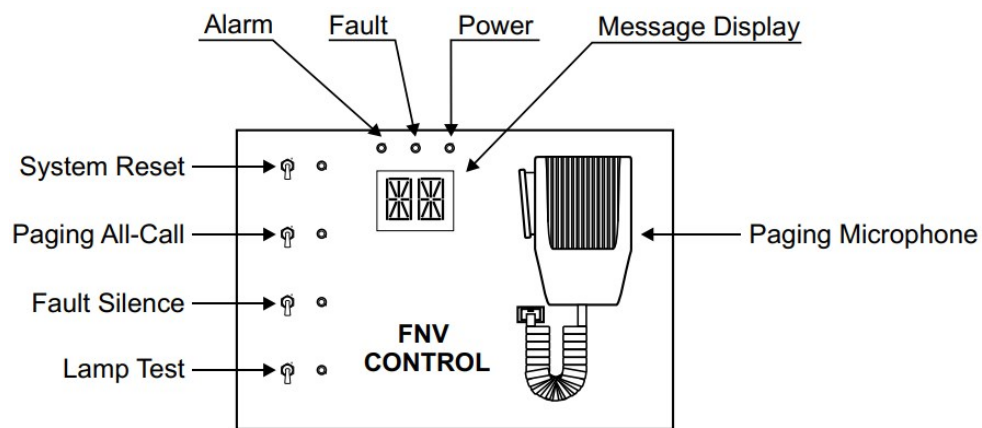 Alarm
Fault
Power
Message Display
System Reset
Paging All-Call
Fault Silence
Lamp Test
Paging Microphone
FNV
CONTROL